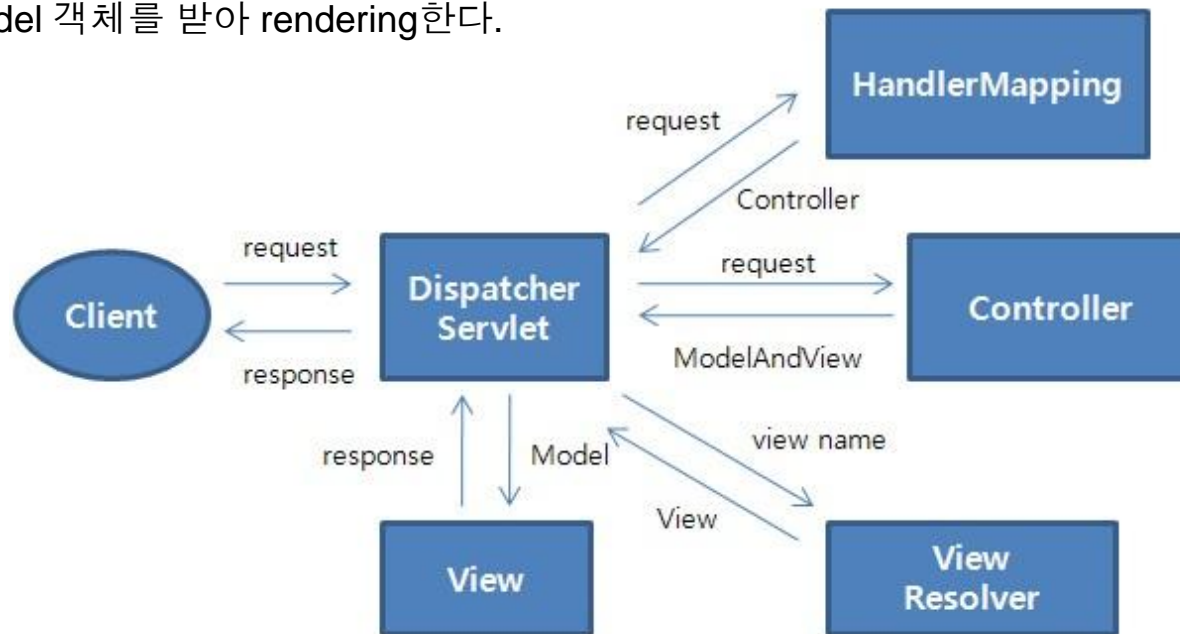 객체를 받아 rendering한다.
HandlerMapping
request
Controller
request
request
Client
Dispatcher
Servlet
Controller
response
ModelAndView
response
Model
view name
View
View
View
Resolver